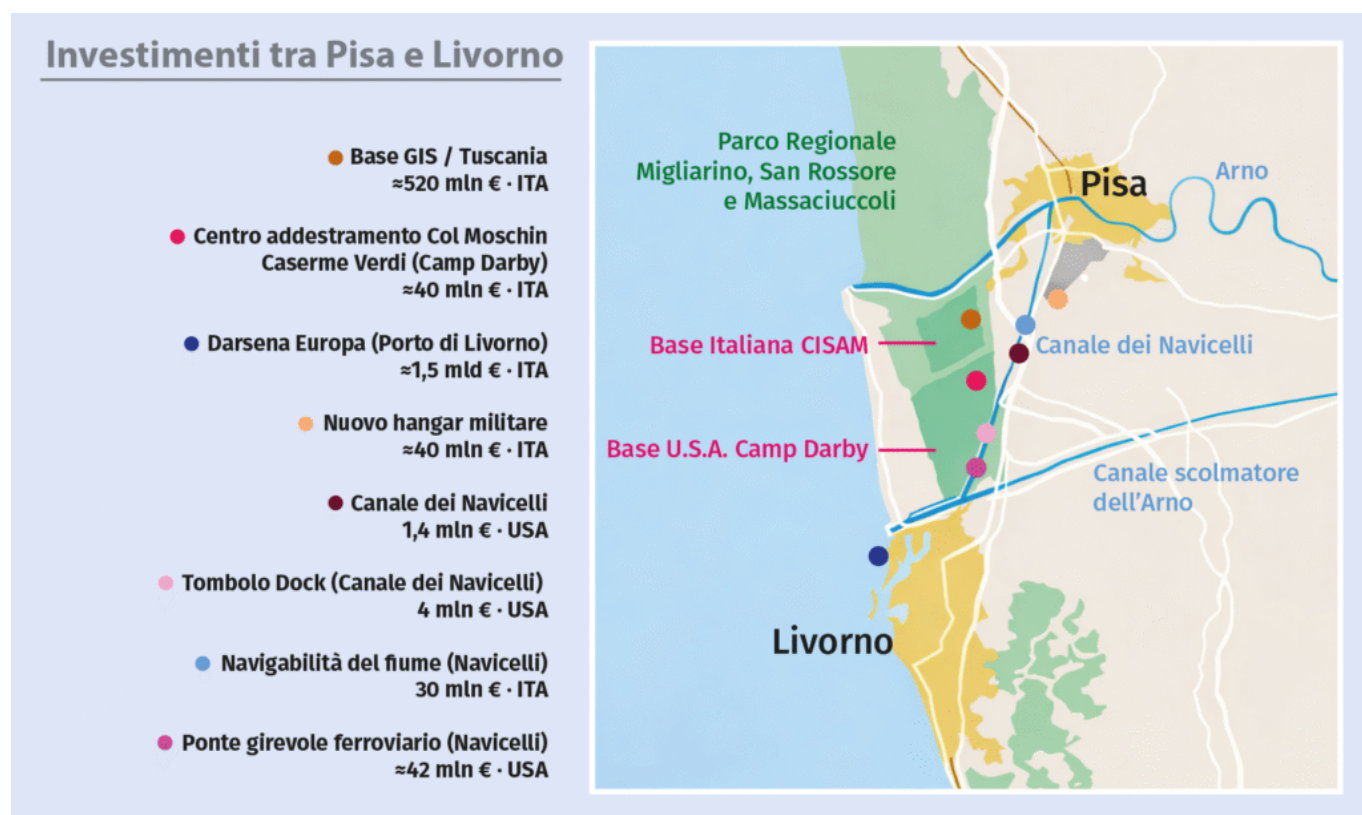 Investimenti tra Pisa e Livorno
Base GIS / Tuscania
≈520 mln € · ITA
Centro addestramento Col Moschin
Caserme Verdi (Camp Darby)
≈40 mln € · ITA
Darsena Europa (Porto di Livorno)
≈1,5 mld € · ITA
Nuovo hangar militare
≈40 mln € · ITA
Canale dei Navicelli
1,4 mln € · USA
Tombolo Dock (Canale dei Navicelli)
4 mln € · USA
Navigabilità del fiume (Navicelli)
30 mln € · ITA
Ponte girevole ferroviario (Navicelli)
≈42 mln € · USA
Parco Regionale
Migliarino, San Rossore
e Massaciuccoli
Pisa
Arno
Base Italiana CISAM
Canale dei Navicelli
Base U.S.A. Camp Darby
Canale scolmatore
dell’Arno
Livorno